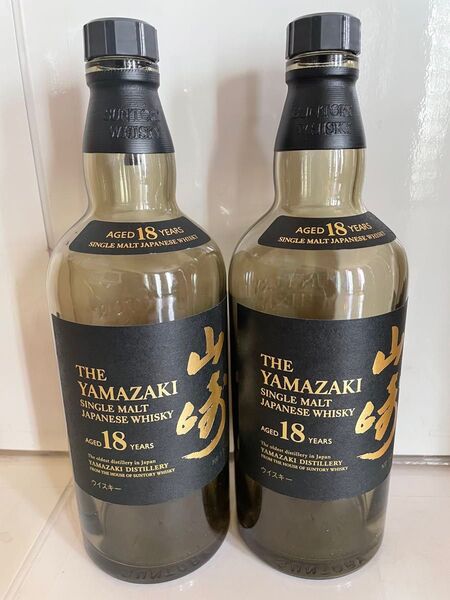 SUNTORY
WHISKY
AGED 18 YEARS
SINGLE MALT JAPANESE WHISKY
THE
YAMAZAKI
SINGLE MALT
JAPANESE WHISKY
AGED 18 YEARS
The oldest distillery in Japan
YAMAZAKI DISTILLERY
FROM THE HOUSE OF SUNTORY WHISKY
ウイスキー
山崎
SUNTORY
WHISKY
AGED 18 YEARS
SINGLE MALT JAPANESE WHISKY
THE
YAMAZAKI
SINGLE MALT
JAPANESE WHISKY
AGED 18 YEARS
The oldest distillery in Japan
YAMAZAKI DISTILLERY
FROM THE HOUSE OF SUNTORY WHISKY
ウイスキー
山崎